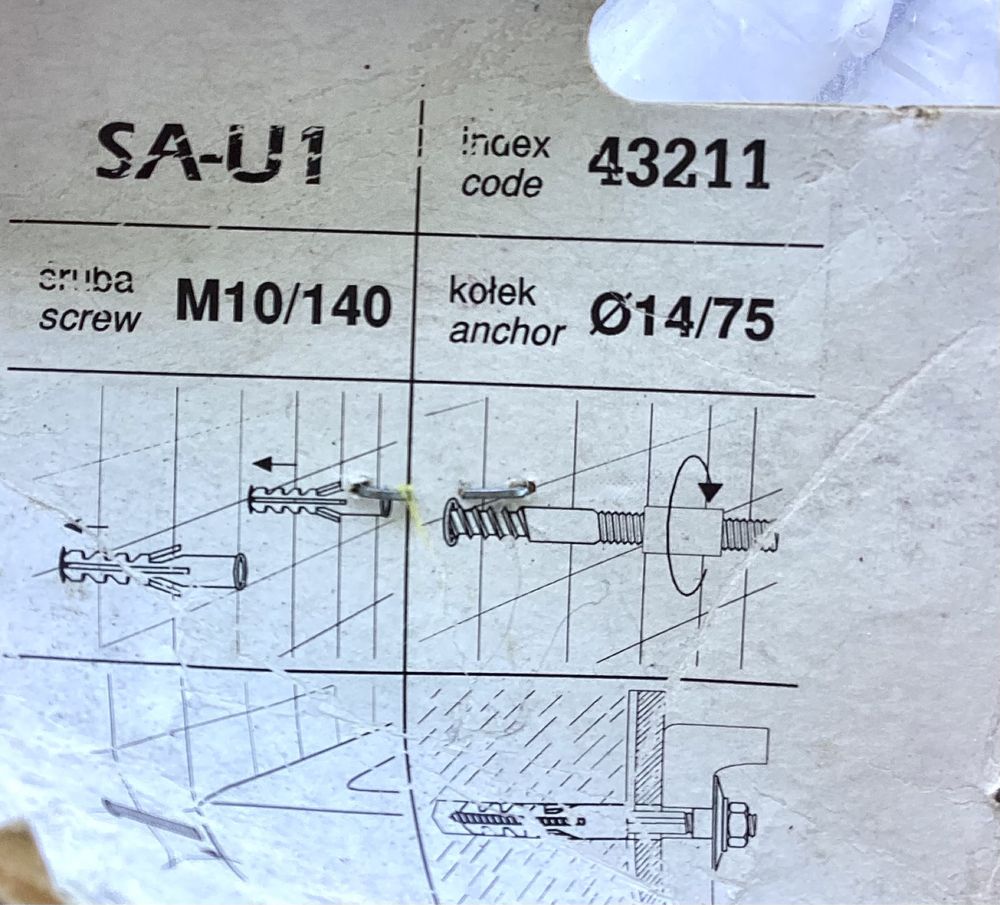 SA-U1
index
code
43211
śruba
screw
M10/140
kołek
anchor
Ø14/75